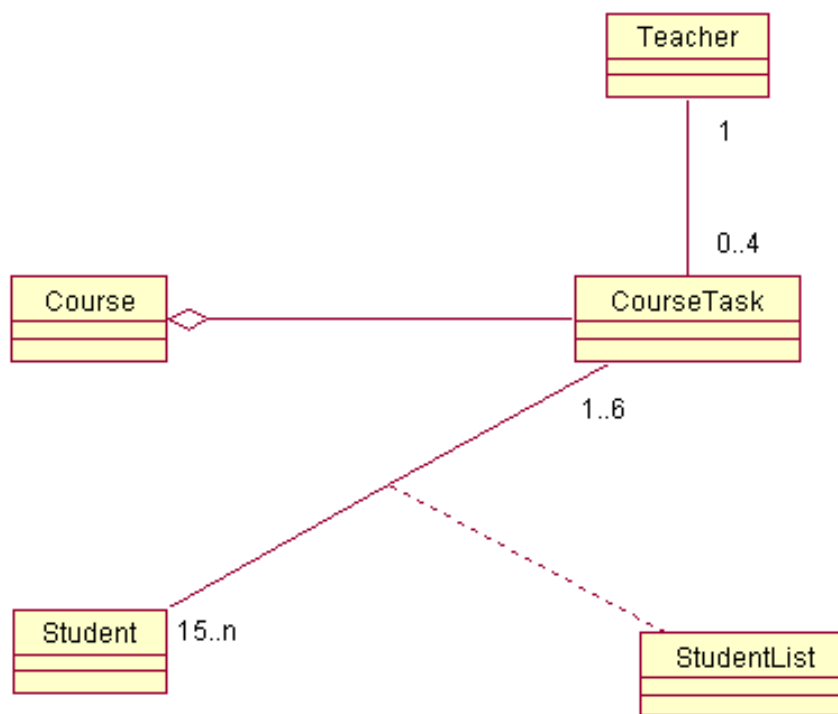 Teacher
1
0..4
Course
CourseTask
1..6
Student
15..n
StudentList